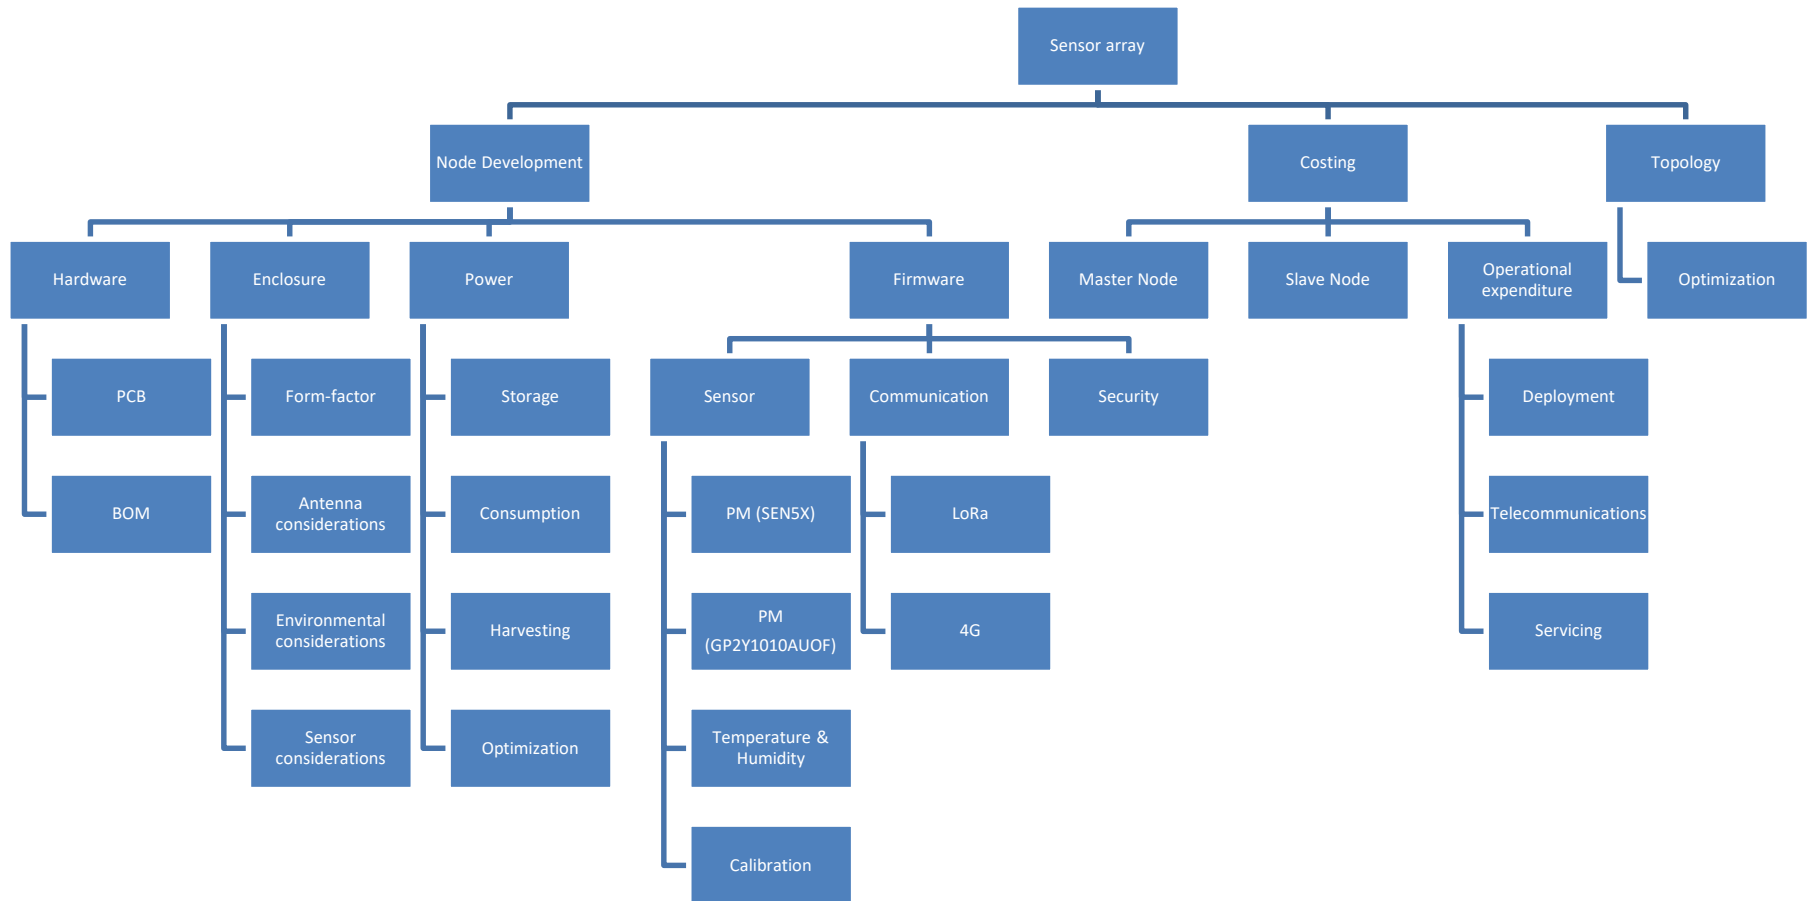 Sensor array
Node Development
Costing
Topology
Hardware
Enclosure
Power
Firmware
Master Node
Slave Node
Operational
expenditure
Optimization
PCB
Form-factor
Storage
Sensor
Communication
Security
Deployment
BOM
Antenna
considerations
Consumption
PM (SEN5X)
LoRa
Telecommunications
Environmental
considerations
Harvesting
PM
(GP2Y1010AUOF)
4G
Servicing
Sensor
considerations
Optimization
Temperature &
Humidity
Calibration